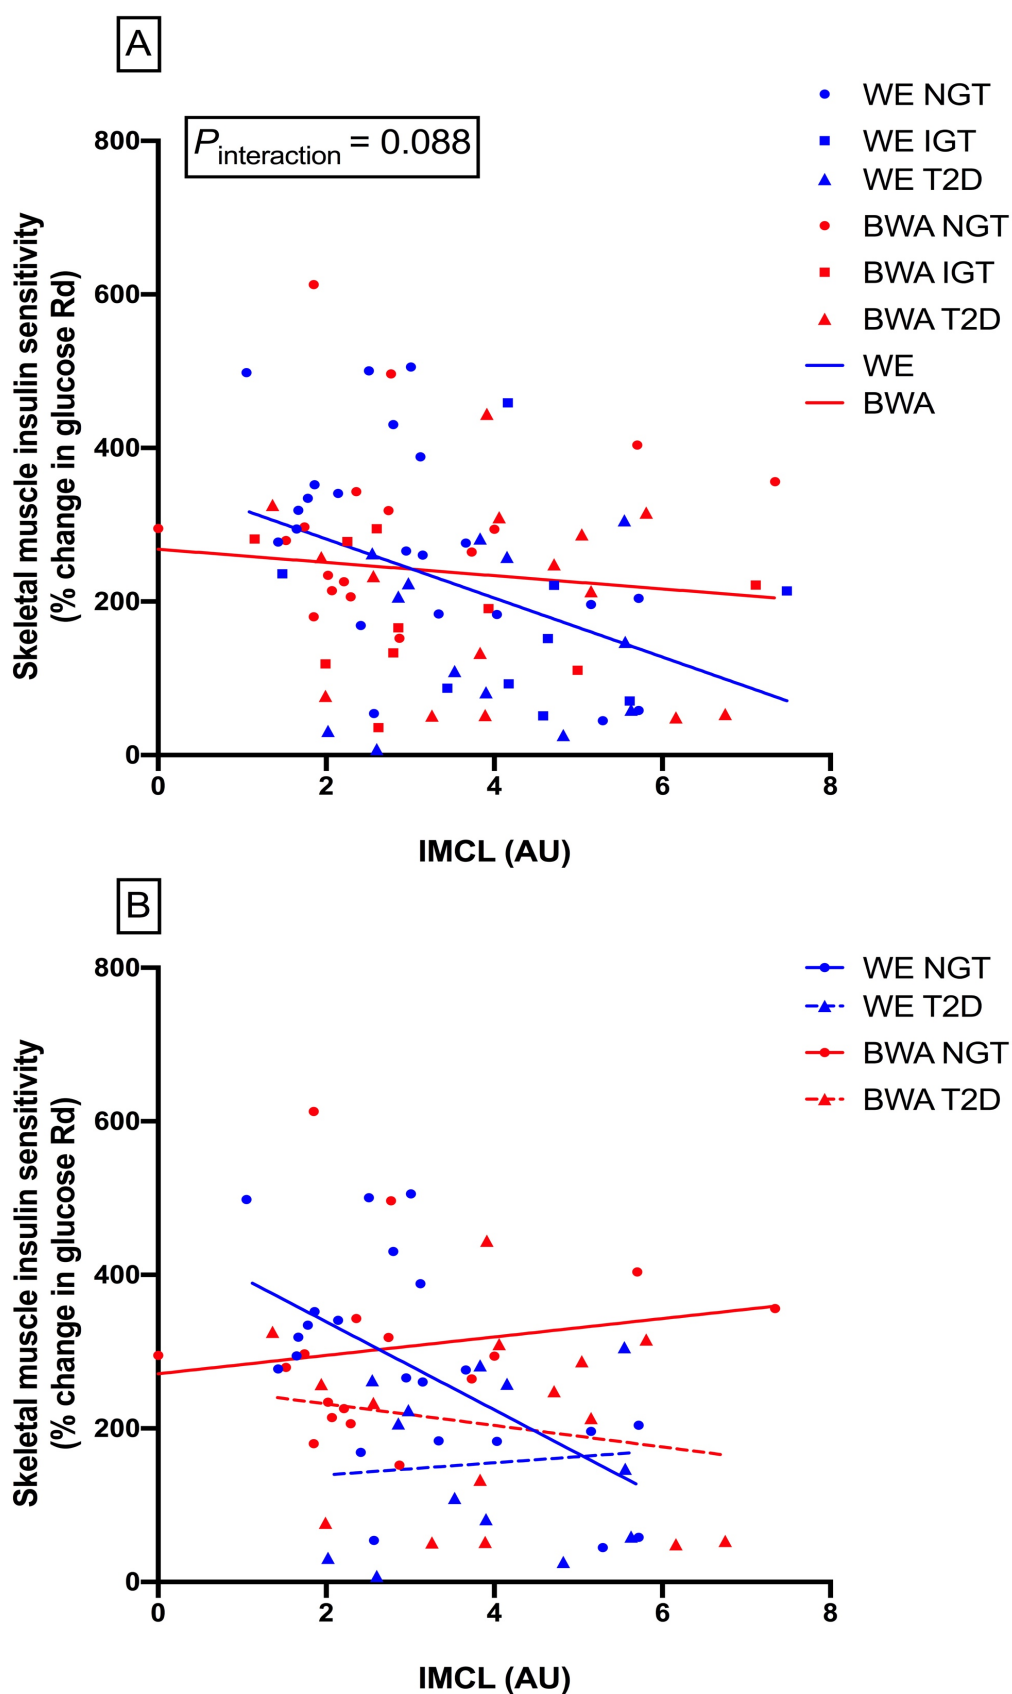 A
P interaction = 0.088
WE NGT
WE IGT
WE T2D
BWA NGT
BWA IGT
BWA T2D
WE
BWA
Skeletal muscle insulin sensitivity
(% change in glucose Rd)
800
600
400
200
0
0 2 4 6 8
IMCL (AU)
B
WE NGT
WE T2D
BWA NGT
BWA T2D
Skeletal muscle insulin sensitivity
(% change in glucose Rd)
800
600
400
200
0
0 2 4 6 8
IMCL (AU)